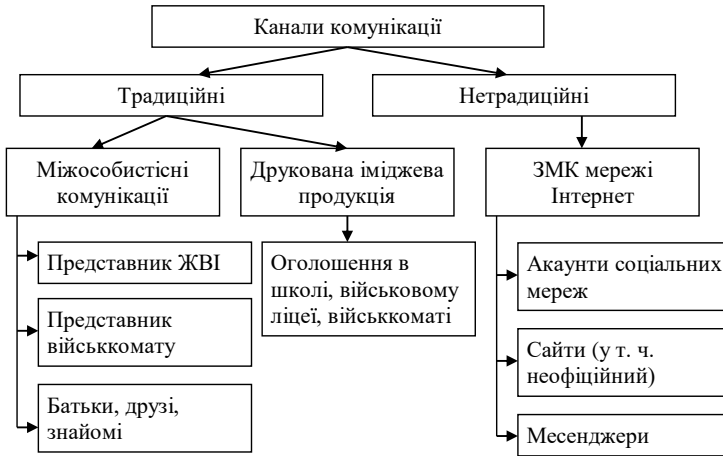 Канали комунікації
Традиційні
Нетрадиційні
Міжособистісні
комунікації
Друкована іміджева
продукція
ЗМК мережі
Інтернет
Представник ЖВІ
Представник
військкомату
Батьки, друзі,
знайомі
Оголошення в
школі, військовому
ліцеї, військкоматі
Акаунти соціальних
мереж
Сайти (у т. ч.
неофіційний)
Месенджери